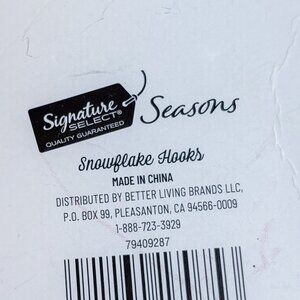 Signature
SELECT®
QUALITY GUARANTEED
Seasons
Snowflake Hooks
MADE IN CHINA
DISTRIBUTED BY BETTER LIVING BRANDS LLC,
P.O. BOX 99, PLEASANTON, CA 94566-0009
1-888-723-3929
79409287